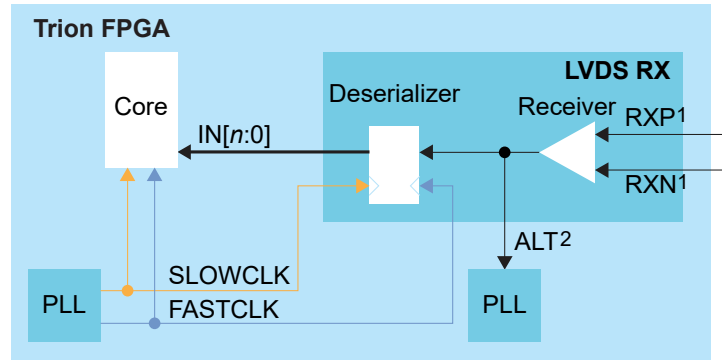 Trion FPGA
LVDS RX
Deserializer
Receiver
Core
RXP1
IN[n:0]
RXN1
ALT2
SLOWCLK
PLL
PLL
FASTCLK